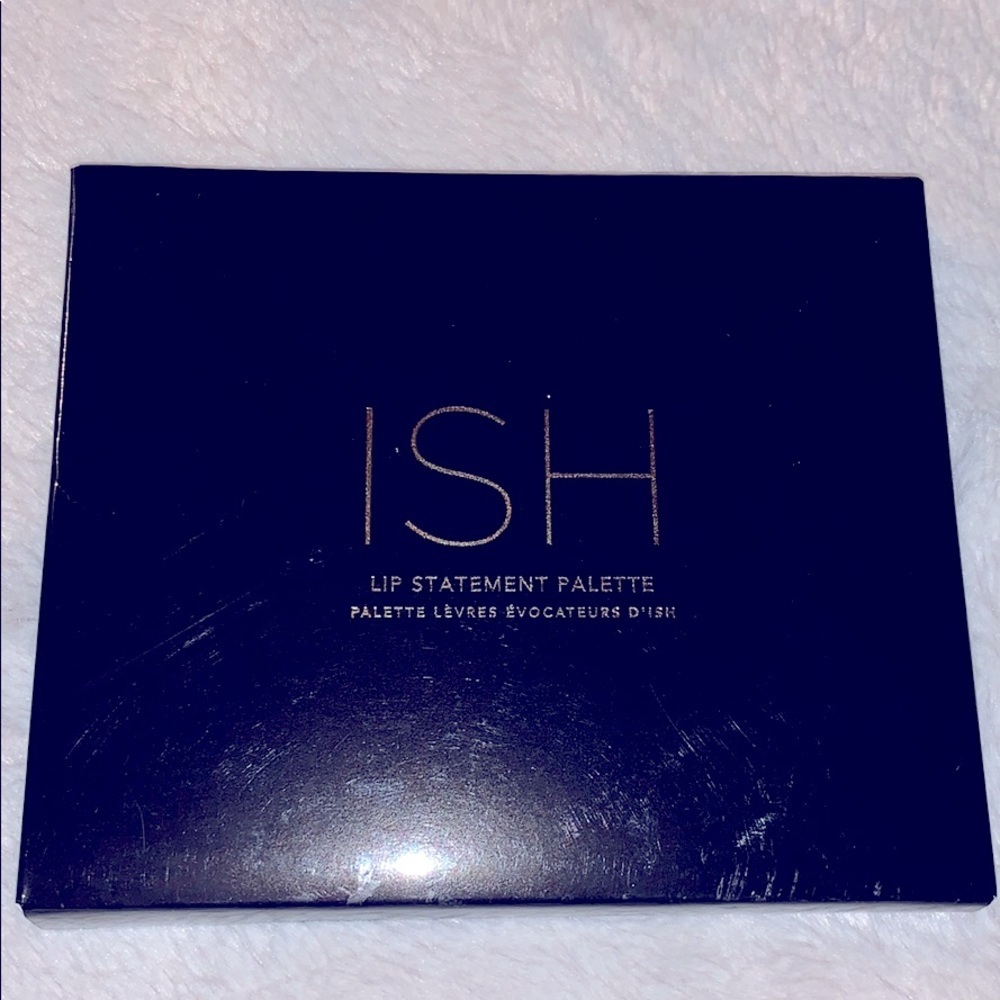 ISH
LIP STATEMENT PALETTE
PALETTE LÈVRES ÉVOCATEURS D'ISH